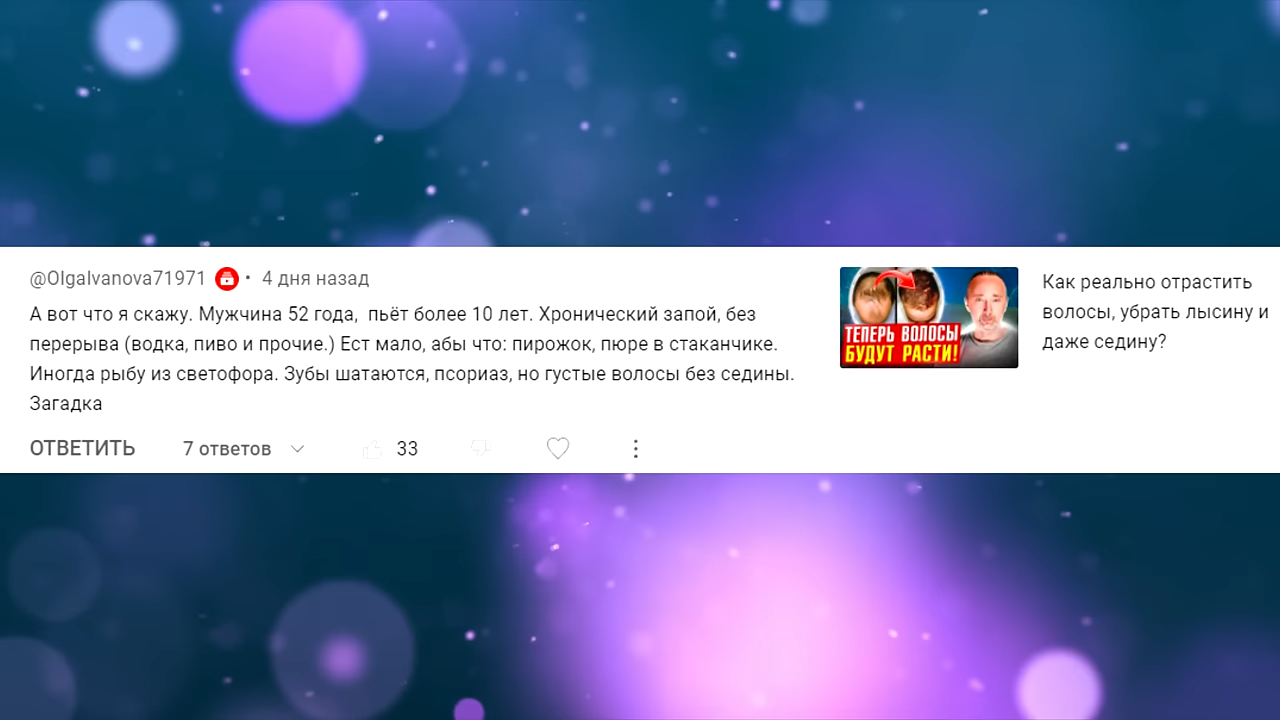 @OlgaIvanova71971 • 4 дня назад
А вот что я скажу. Мужчина 52 года,  пьёт более 10 лет. Хронический запой, без
перерыва (водка, пиво и прочие.) Ест мало, абы что: пирожок, пюре в стаканчике.
Иногда рыбу из светофора. Зубы шатаются, псориаз, но густые волосы без седины.
Загадка
ОТВЕТИТЬ 7 ответов 33
ТЕПЕРЬ ВОЛОСЫ
БУДУТ РАСТИ!
Как реально отрастить
волосы, убрать лысину и
даже седину?